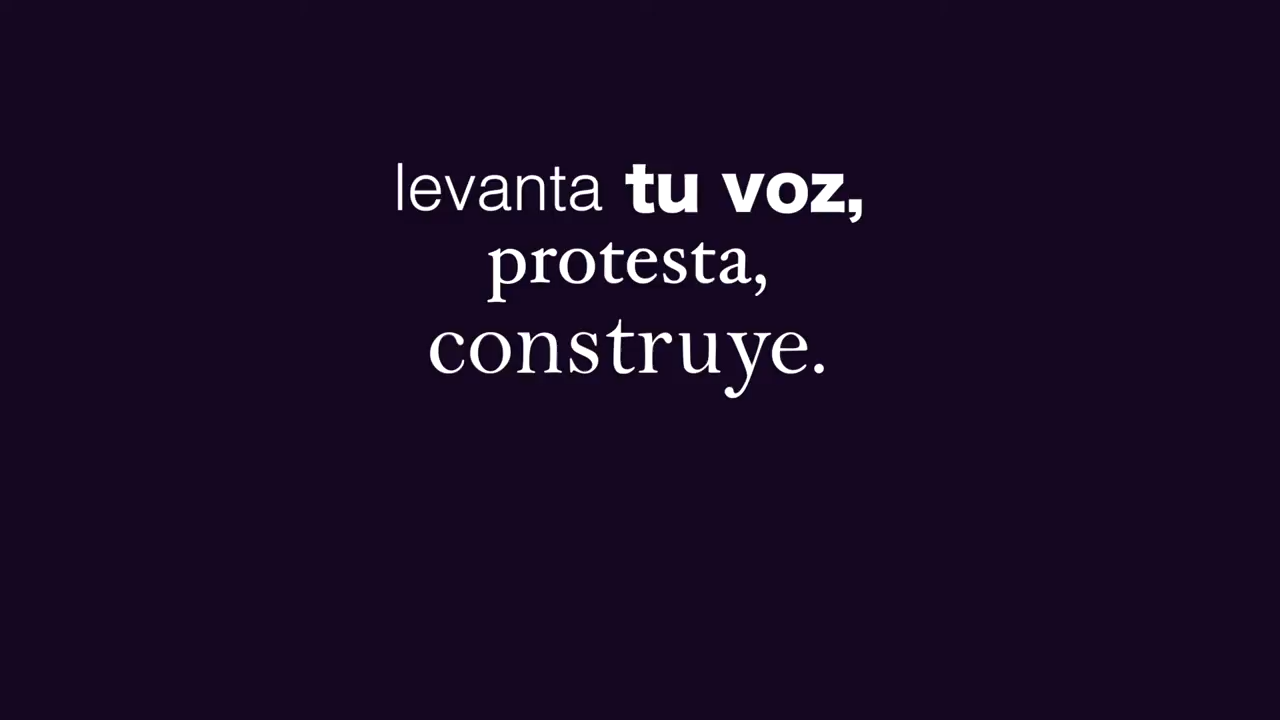 levanta tu voz,
protesta,
construye.